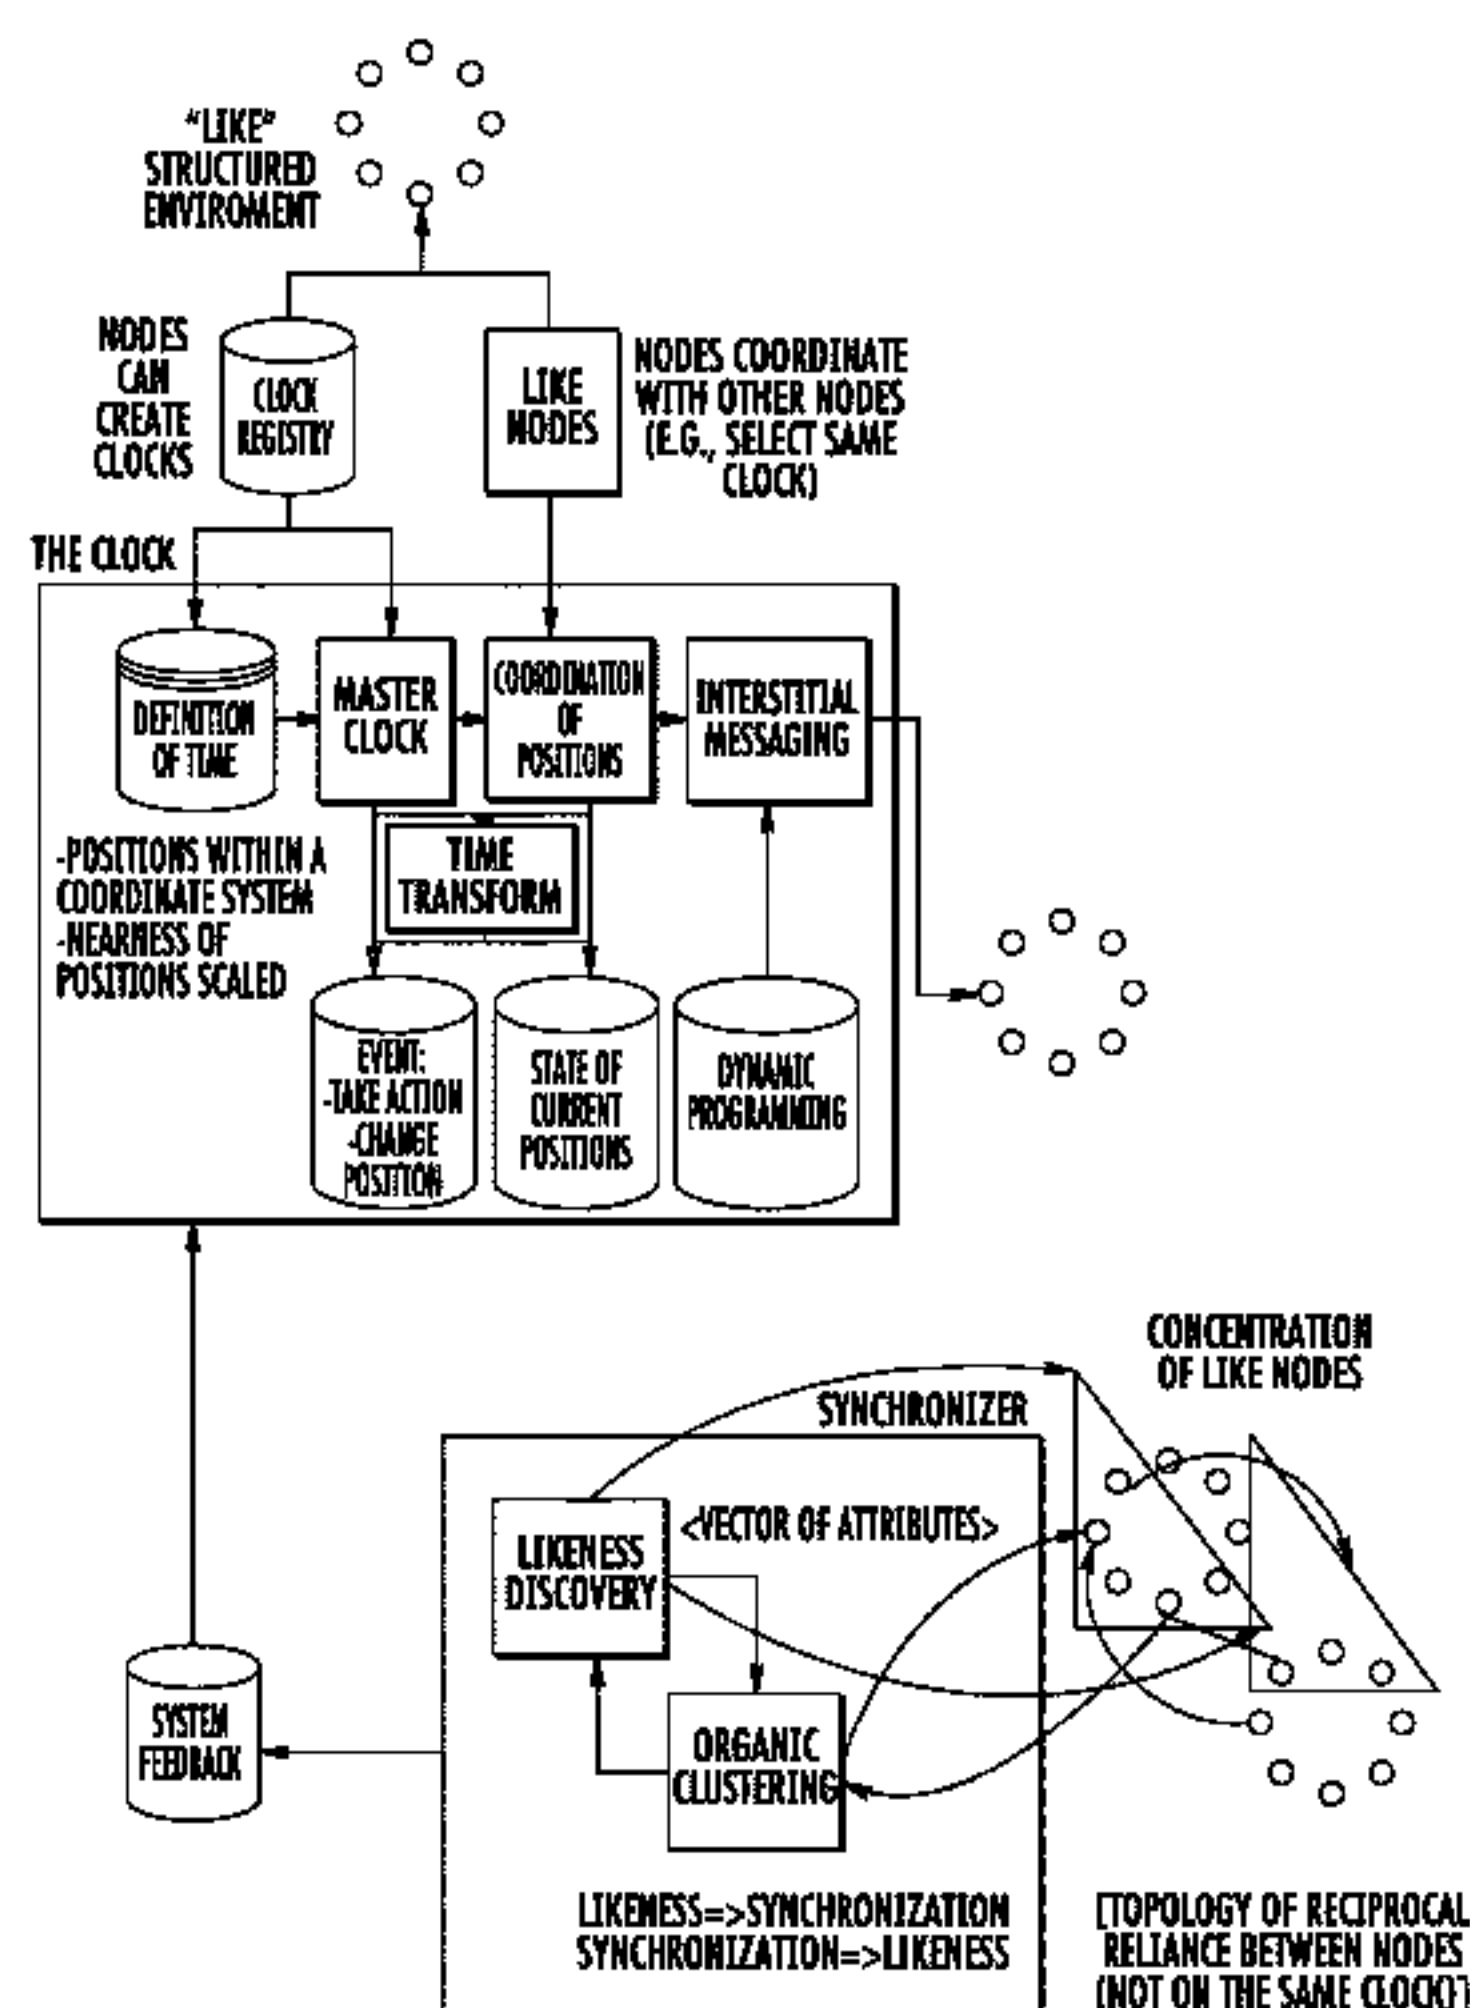 "LIKE"
STRUCTURED
ENVIROMENT
NODES
CAN
CREATE
CLOCKS
CLOCK
REGISTRY
LIKE
NODES
NODES COORDINATE
WITH OTHER NODES
(E.G., SELECT SAME
CLOCK)
THE CLOCK
DEFINITION
OF TIME
MASTER
CLOCK
COORDINATION
OF
POSITIONS
INTERSTITIAL
MESSAGING
-POSITIONS WITHIN A
COORDINATE SYSTEM
-NEARNESS OF
POSITIONS SCALED
TIME
TRANSFORM
EVENT:
-TAKE ACTION
-CHANGE
POSITION
STATE OF
CURRENT
POSITIONS
DYNAMIC
PROGRAMMING
CONCENTRATION
OF LIKE NODES
SYNCHRONIZER
LIKENESS
DISCOVERY
<VECTOR OF ATTRIBUTES>
ORGANIC
CLUSTERING
SYSTEM
FEEDBACK
LIKENESS=>SYNCHRONIZATION
SYNCHRONIZATION=>LIKENESS
[TOPOLOGY OF RECIPROCAL
RELIANCE BETWEEN NODES
(NOT ON THE SAME CLOCK)]